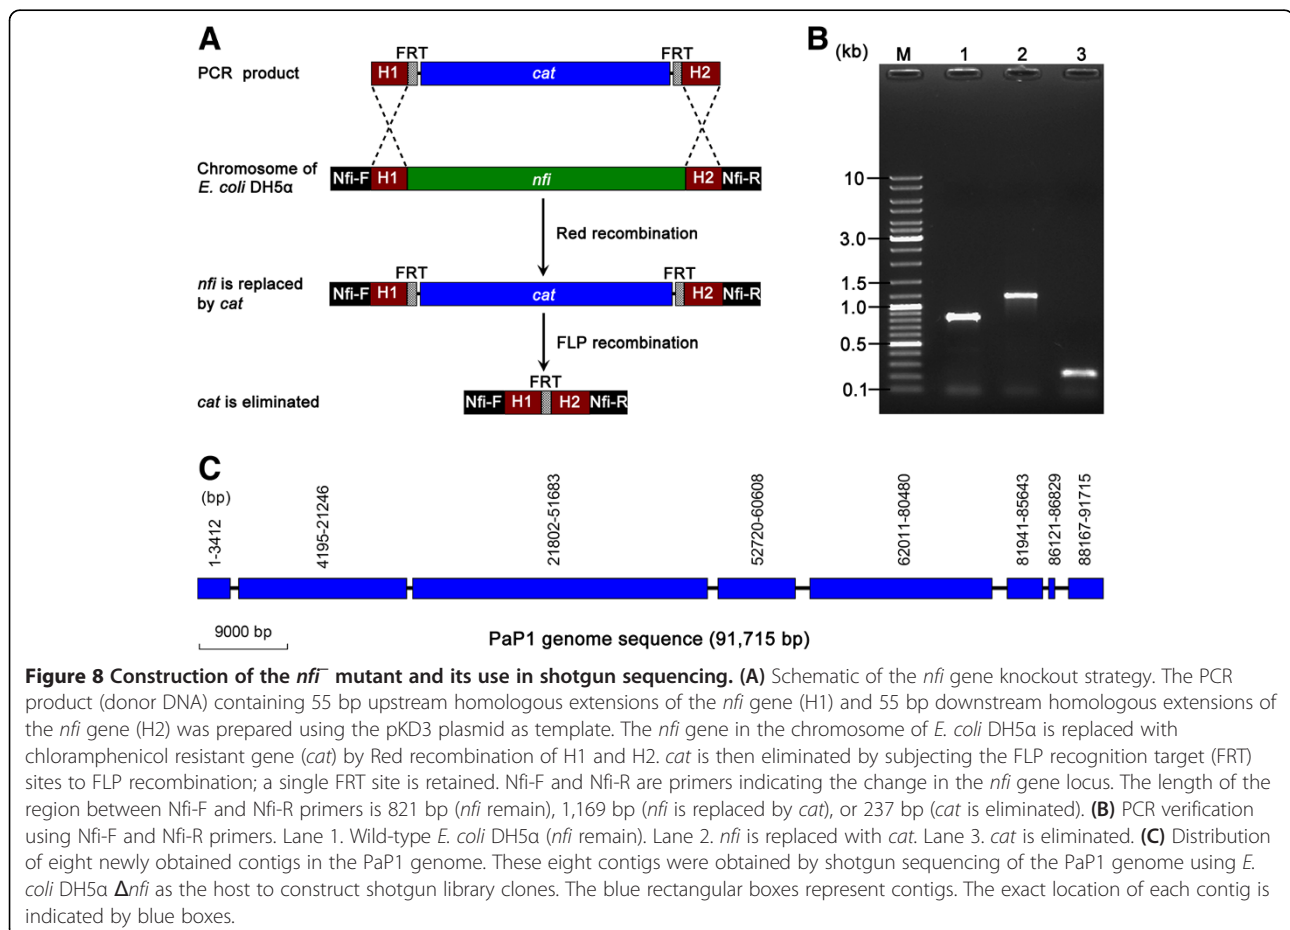 A
FRT
FRT
PCR product
H1
cat
H2
Chromosome of
E. coli DH5α
Nfi-F
H1
nfi
H2
Nfi-R
Red recombination
FRT
FRT
nfi is replaced
by cat
Nfi-F
H1
cat
H2
Nfi-R
FLP recombination
FRT
cat is eliminated
Nfi-F
H1
H2
Nfi-R
B
(kb)
M
1
2
3
10
3.0
1.5
1.0
0.5
0.1
C
(bp)
1-3412
4195-21246
21802-51683
52720-60608
62011-80480
81941-85643
86121-86829
88167-91715
9000 bp
PaP1 genome sequence (91,715 bp)
Figure 8 Construction of the nfi⁻ mutant and its use in shotgun sequencing. (A) Schematic of the nfi gene knockout strategy. The PCR
product (donor DNA) containing 55 bp upstream homologous extensions of the nfi gene (H1) and 55 bp downstream homologous extensions of
the nfi gene (H2) was prepared using the pKD3 plasmid as template. The nfi gene in the chromosome of E. coli DH5α is replaced with
chloramphenicol resistant gene (cat) by Red recombination of H1 and H2. cat is then eliminated by subjecting the FLP recognition target (FRT)
sites to FLP recombination; a single FRT site is retained. Nfi-F and Nfi-R are primers indicating the change in the nfi gene locus. The length of the
region between Nfi-F and Nfi-R primers is 821 bp (nfi remain), 1,169 bp (nfi is replaced by cat), or 237 bp (cat is eliminated). (B) PCR verification
using Nfi-F and Nfi-R primers. Lane 1. Wild-type E. coli DH5α (nfi remain). Lane 2. nfi is replaced with cat. Lane 3. cat is eliminated. (C) Distribution
of eight newly obtained contigs in the PaP1 genome. These eight contigs were obtained by shotgun sequencing of the PaP1 genome using E.
coli DH5α Δnfi as the host to construct shotgun library clones. The blue rectangular boxes represent contigs. The exact location of each contig is
indicated by blue boxes.